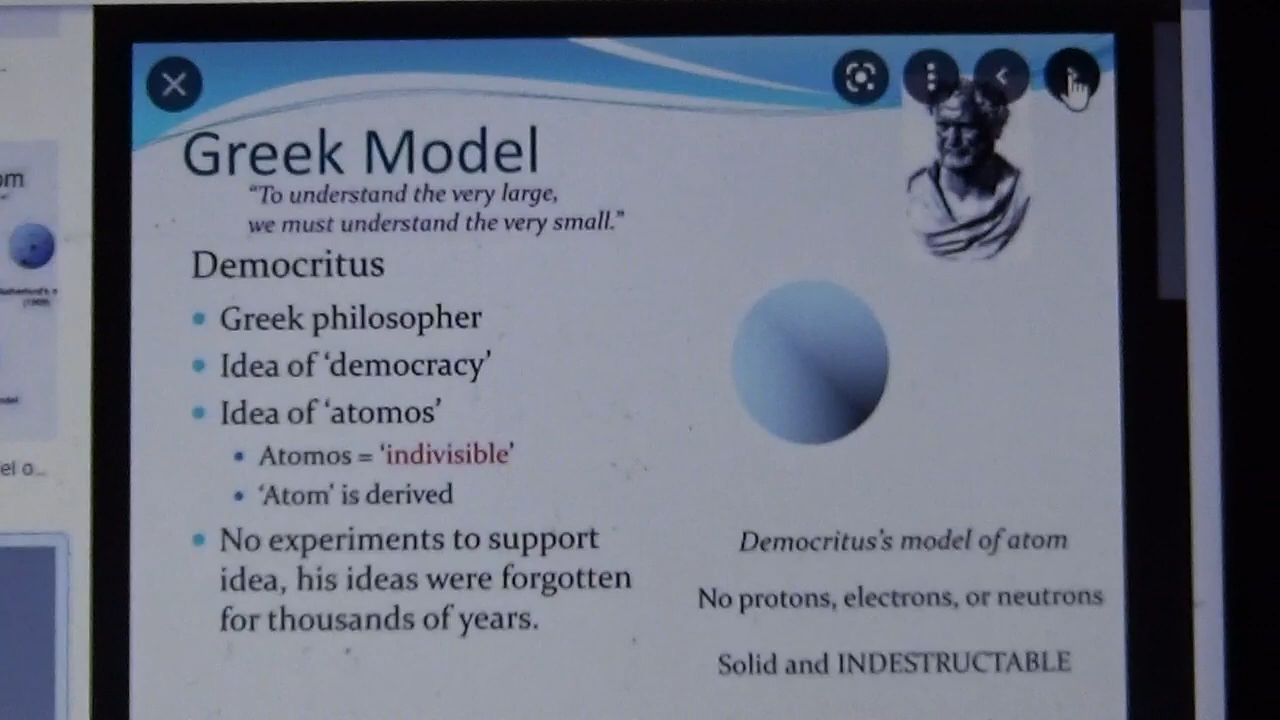 Greek Model
“To understand the very large,
we must understand the very small.”
Democritus
• Greek philosopher
• Idea of ‘democracy’
• Idea of ‘atomos’
• Atomos = ‘indivisible’
• ‘Atom’ is derived
• No experiments to support
idea, his ideas were forgotten
for thousands of years.
Democritus's model of atom
No protons, electrons, or neutrons
Solid and INDESTRUCTABLE
om
el o...